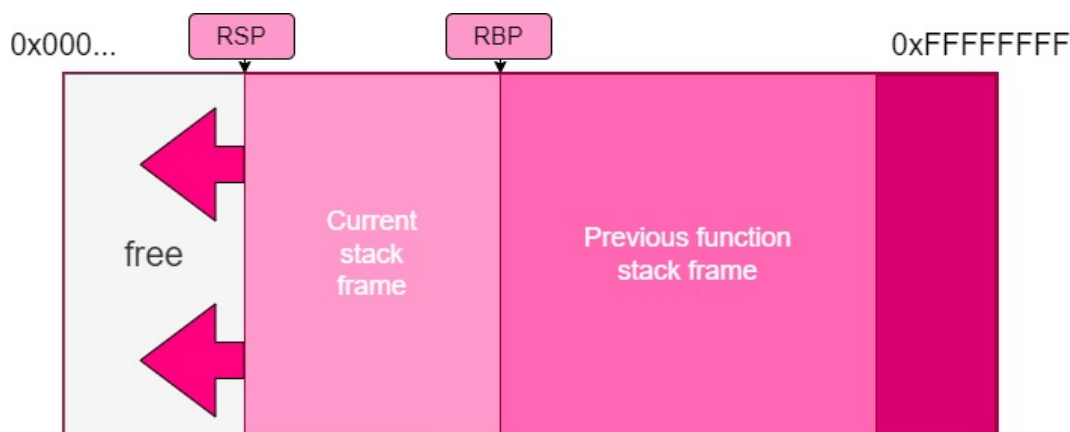 0x000...
RSP
RBP
0xFFFFFFFF
free
Current
stack
frame
Previous function
stack frame